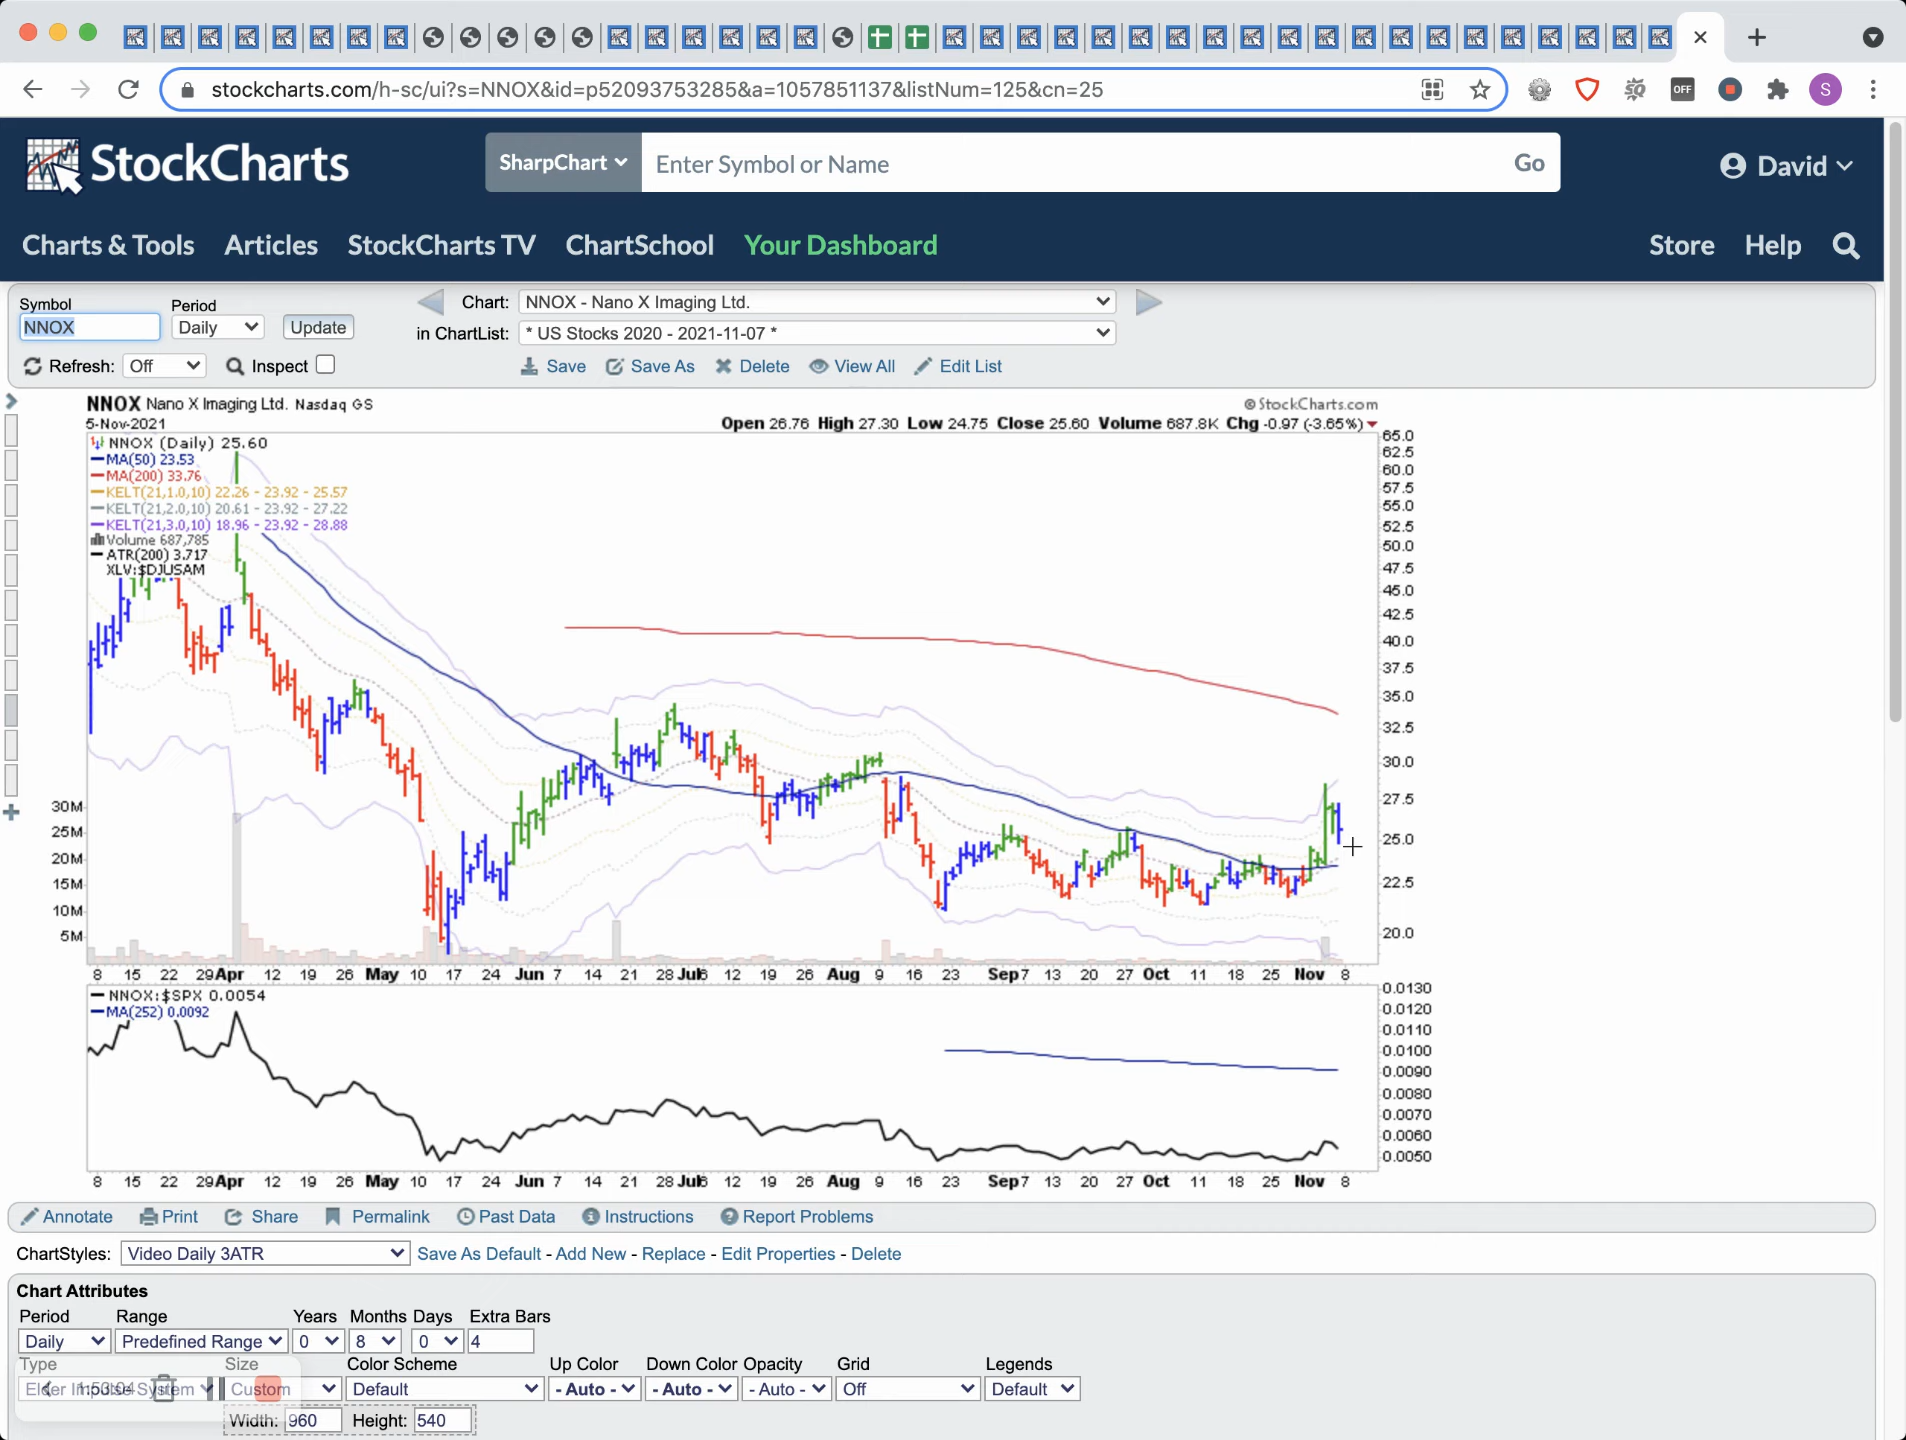 stockcharts.com/h-sc/ui?s=NNOX&id=p52093753285&a=1057851137&listNum=125&cn=25
OFF
S
StockCharts
SharpChart
Enter Symbol or Name
Go
David
Charts & Tools
Articles
StockCharts TV
ChartSchool
Your Dashboard
Store
Help
Symbol
Period
Chart: NNOX - Nano X Imaging Ltd.
NNOX Daily Update
in ChartList: * US Stocks 2020 - 2021-11-07 *
Refresh: Off Inspect
Save Save As Delete View All Edit List
NNOX Nano X Imaging Ltd. Nasdaq GS
© StockCharts.com
5-Nov-2021
Open 26.76 High 27.30 Low 24.75 Close 25.60 Volume 687.8K Chg -0.97 (-3.65%)
NNOX (Daily) 25.60
MA(50) 23.53
MA(200) 33.76
KELT(21,1.0,10) 22.26 - 23.92 - 25.57
KELT(21,2.0,10) 20.61 - 23.92 - 27.22
KELT(21,3.0,10) 18.96 - 23.92 - 28.88
Volume 687,785
ATR(200) 3.717
XLV:$DJUSAM
65.0
62.5
60.0
57.5
55.0
52.5
50.0
47.5
45.0
42.5
40.0
37.5
35.0
32.5
30.0
27.5
25.0
22.5
20.0
30M
25M
20M
15M
10M
5M
8 15 22 29 Apr 12 19 26 May 10 17 24 Jun 7 14 21 28 Jul 6 12 19 26 Aug 9 16 23 Sep 7 13 20 27 Oct 11 18 25 Nov 8
NNOX:$SPX 0.0054
MA(252) 0.0092
0.0130
0.0120
0.0110
0.0100
0.0090
0.0080
0.0070
0.0060
0.0050
8 15 22 29 Apr 12 19 26 May 10 17 24 Jun 7 14 21 28 Jul 6 12 19 26 Aug 9 16 23 Sep 7 13 20 27 Oct 11 18 25 Nov 8
Annotate Print Share Permalink Past Data Instructions Report Problems
ChartStyles: Video Daily 3ATR Save As Default - Add New - Replace - Edit Properties - Delete
Chart Attributes
Period Range Years Months Days Extra Bars
Daily Predefined Range 0 8 0 4
Type Size Color Scheme Up Color Down Color Opacity Grid Legends
Elder Impulse System Custom Default - Auto - - Auto - - Auto - Off Default
1:53:04
Width: 960 Height: 540